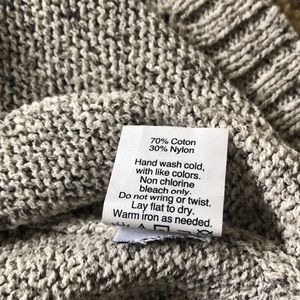 70% Coton
30% Nylon
Hand wash cold,
with like colors.
Non chlorine
bleach only.
Do not wring or twist.
Lay flat to dry.
Warm iron as needed.